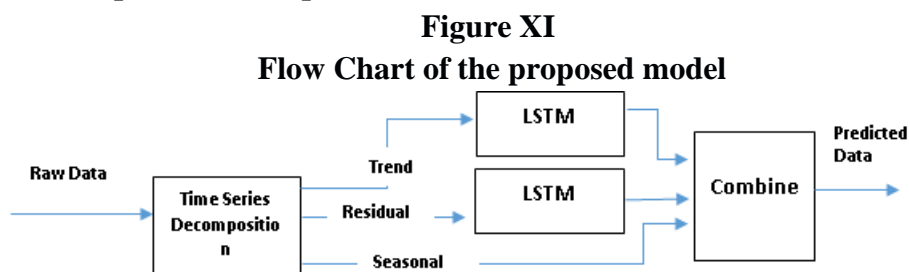 Figure XI
Flow Chart of the proposed model
LSTM
Predicted
Data
Raw Data
Trend
Time Series
Decompositio
n
Residual
LSTM
Combine
Seasonal